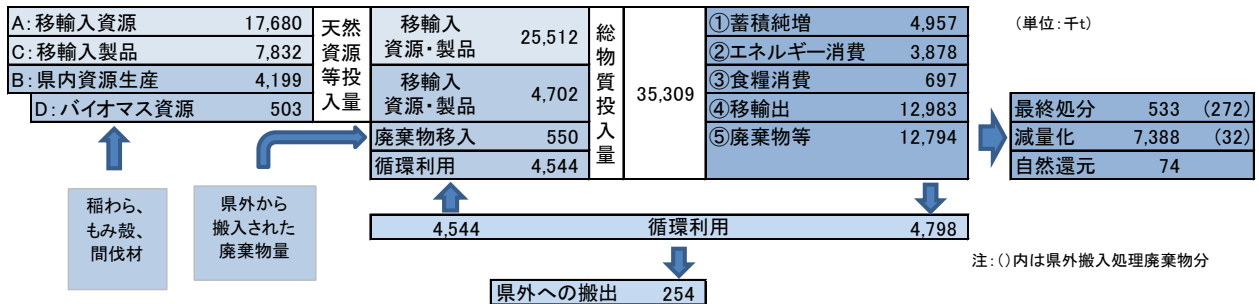 A:移輸入資源 17,680
C:移輸入製品 7,832
B:県内資源生産 4,199
D:バイオマス資源 503
天然
資源
等投
入量
移輸入
資源・製品 25,512
移輸入
資源・製品 4,702
廃棄物移入 550
循環利用 4,544
総
物
質
投
入
量
35,309
①蓄積純増 4,957
②エネルギー消費 3,878
③食糧消費 697
④移輸出 12,983
⑤廃棄物等 12,794
(単位:千t)
最終処分 533 (272)
減量化 7,388 (32)
自然還元 74
稲わら、
もみ殻、
間伐材
県外から
搬入された
廃棄物量
4,544 循環利用 4,798
注:()内は県外搬入処理廃棄物分
県外への搬出 254